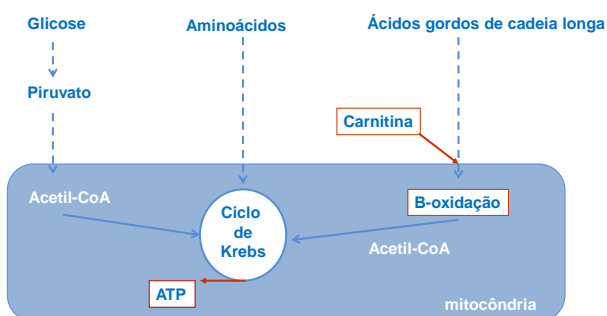 Glicose
Aminoácidos
Ácidos gordos de cadeia longa
Piruvato
Carnitina
Acetil-CoA
Ciclo
de
Krebs
B-oxidação
Acetil-CoA
ATP
mitocôndria